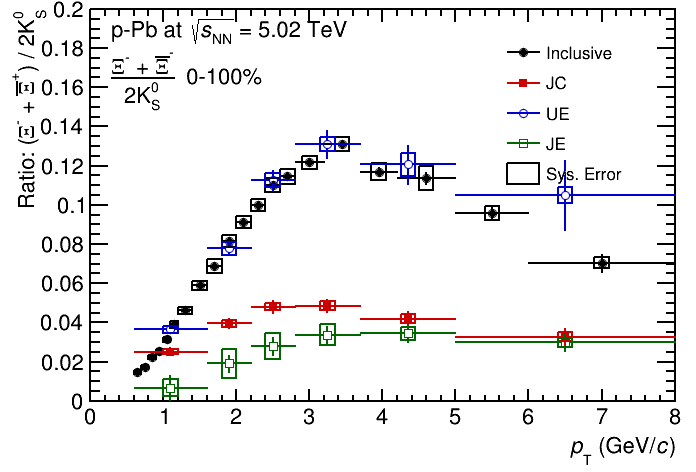 p-Pb at √s_NN = 5.02 TeV
Ξ⁻ + Ξ̅⁻ / 2K⁰_S 0-100%
Inclusive
JC
UE
JE
Sys. Error
Ratio: (Ξ⁻ + Ξ̅⁺) / 2K⁰_S
0.2
0.18
0.16
0.14
0.12
0.1
0.08
0.06
0.04
0.02
0
0 1 2 3 4 5 6 7 8
p_T (GeV/c)